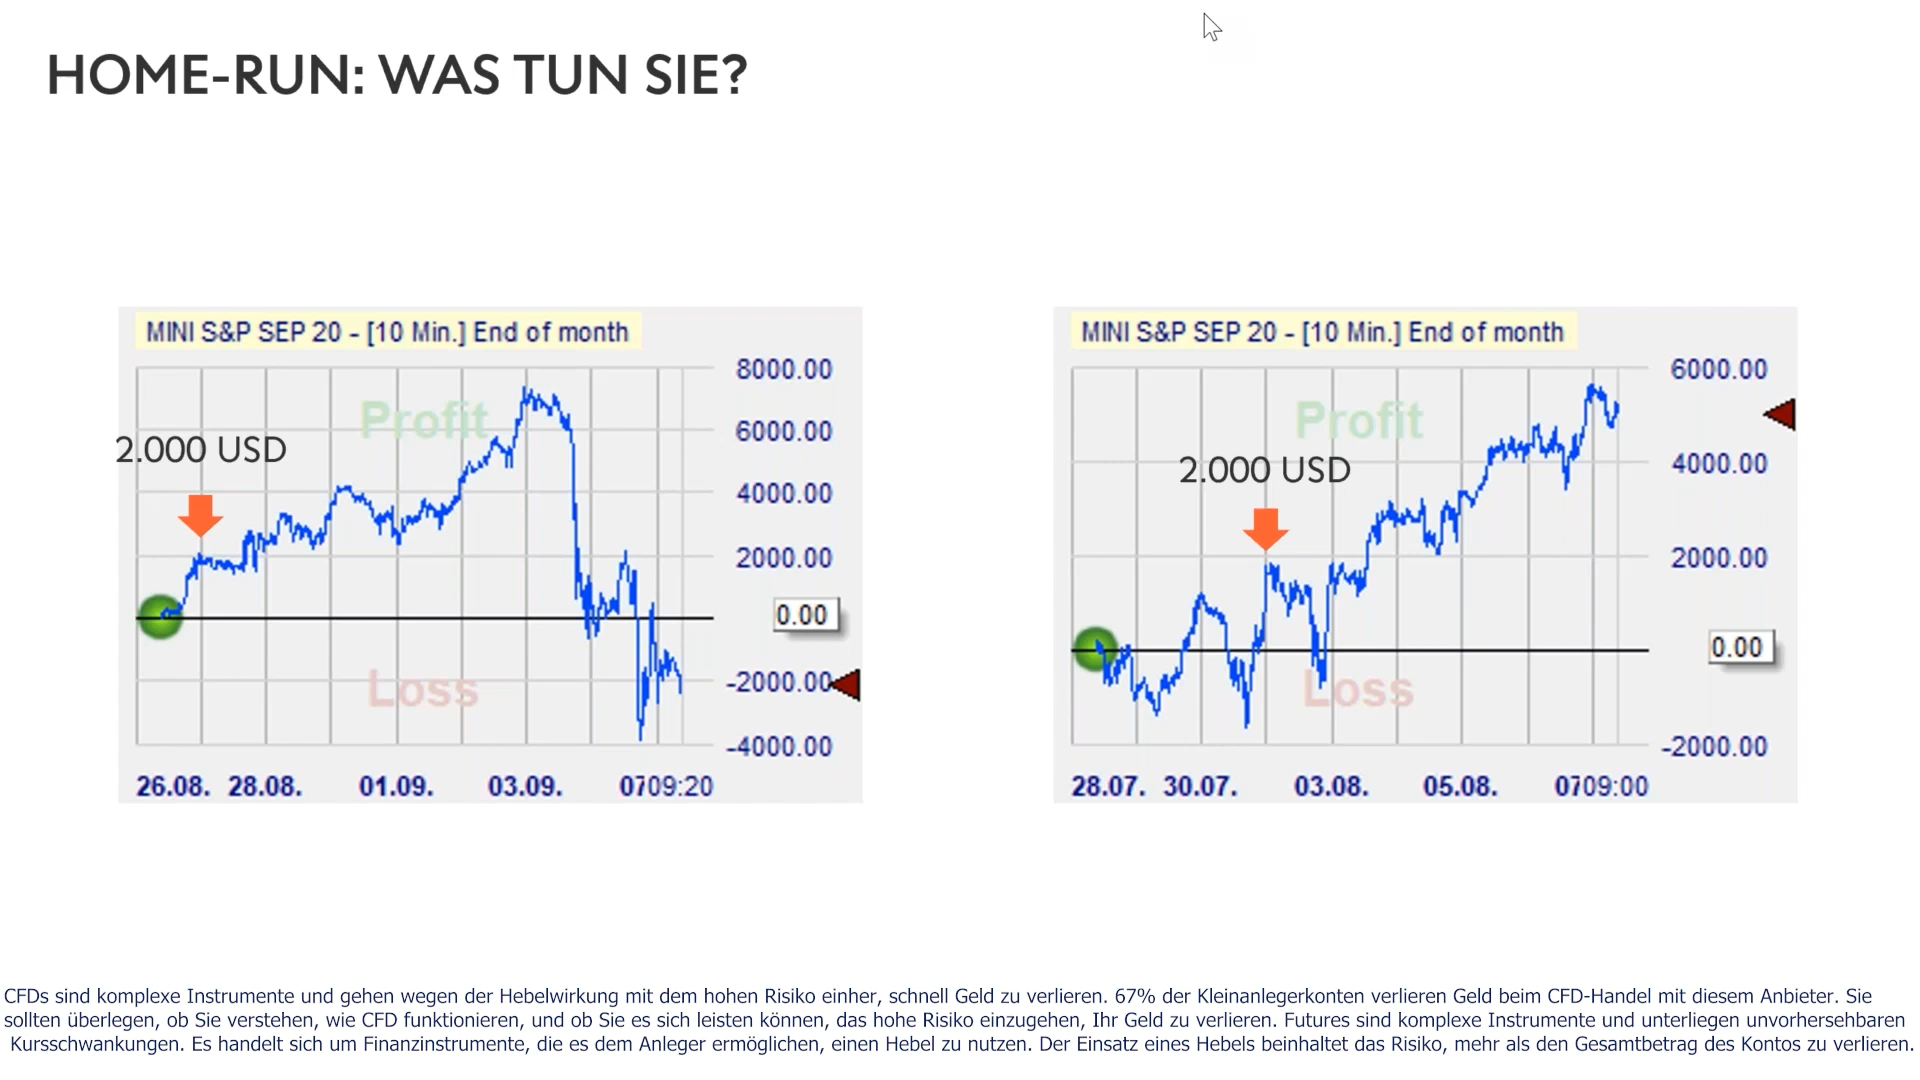 HOME-RUN: WAS TUN SIE?
MINI S&P SEP 20 - [10 Min.] End of month
8000.00
Profit
6000.00
2.000 USD
4000.00
2000.00
0.00
Loss
-2000.00
-4000.00
26.08. 28.08. 01.09. 03.09. 0709:20
MINI S&P SEP 20 - [10 Min.] End of month
6000.00
Profit
2.000 USD
4000.00
2000.00
0.00
Loss
-2000.00
28.07. 30.07. 03.08. 05.08. 0709:00
CFDs sind komplexe Instrumente und gehen wegen der Hebelwirkung mit dem hohen Risiko einher, schnell Geld zu verlieren. 67% der Kleinanlegerkonten verlieren Geld beim CFD-Handel mit diesem Anbieter. Sie
sollten überlegen, ob Sie verstehen, wie CFD funktionieren, und ob Sie es sich leisten können, das hohe Risiko einzugehen, Ihr Geld zu verlieren. Futures sind komplexe Instrumente und unterliegen unvorhersehbaren
Kursschwankungen. Es handelt sich um Finanzinstrumente, die es dem Anleger ermöglichen, einen Hebel zu nutzen. Der Einsatz eines Hebels beinhaltet das Risiko, mehr als den Gesamtbetrag des Kontos zu verlieren.